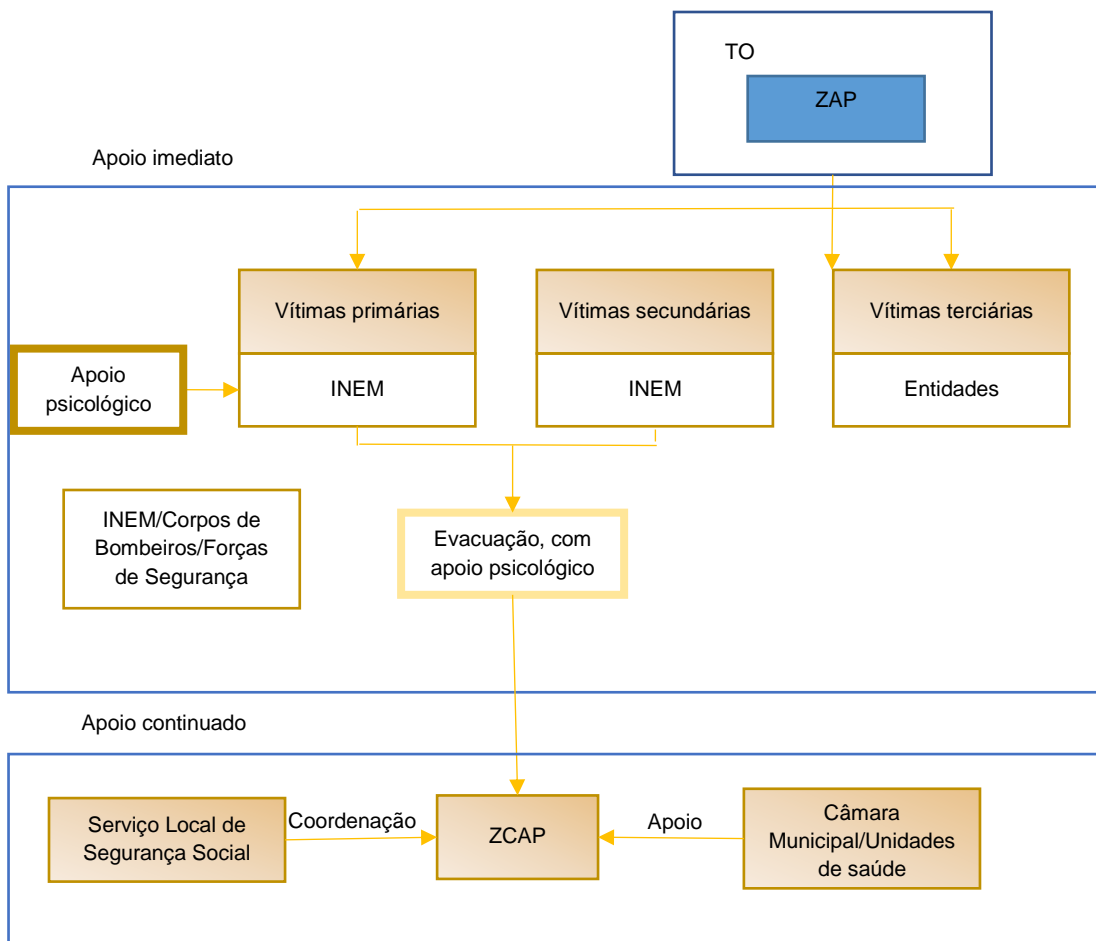 TO
ZAP
Apoio imediato
Vítimas primárias
Vítimas secundárias
Vítimas terciárias
Apoio
psicológico
INEM
INEM
Entidades
INEM/Corpos de
Bombeiros/Forças
de Segurança
Evacuação, com
apoio psicológico
Apoio continuado
Serviço Local de
Segurança Social
Coordenação
ZCAP
Apoio
Câmara
Municipal/Unidades
de saúde